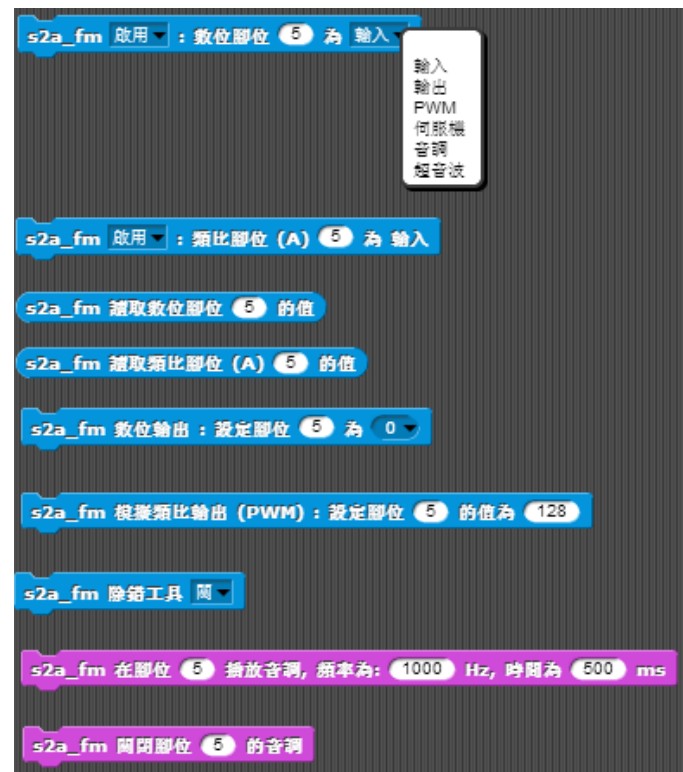 s2a_fm 啟用 : 數位腳位 5 為 輸入
輸入
輸出
PWM
伺服機
音調
超音波
s2a_fm 啟用 : 類比腳位 (A) 5 為 輸入
s2a_fm 讀取數位腳位 5 的值
s2a_fm 讀取類比腳位 (A) 5 的值
s2a_fm 數位輸出 : 設定腳位 5 為 0
s2a_fm 模擬類比輸出 (PWM) : 設定腳位 5 的值為 128
s2a_fm 除錯工具 關
s2a_fm 在腳位 5 播放音調, 頻率為: 1000 Hz, 時間為 500 ms
s2a_fm 關閉腳位 5 的音調